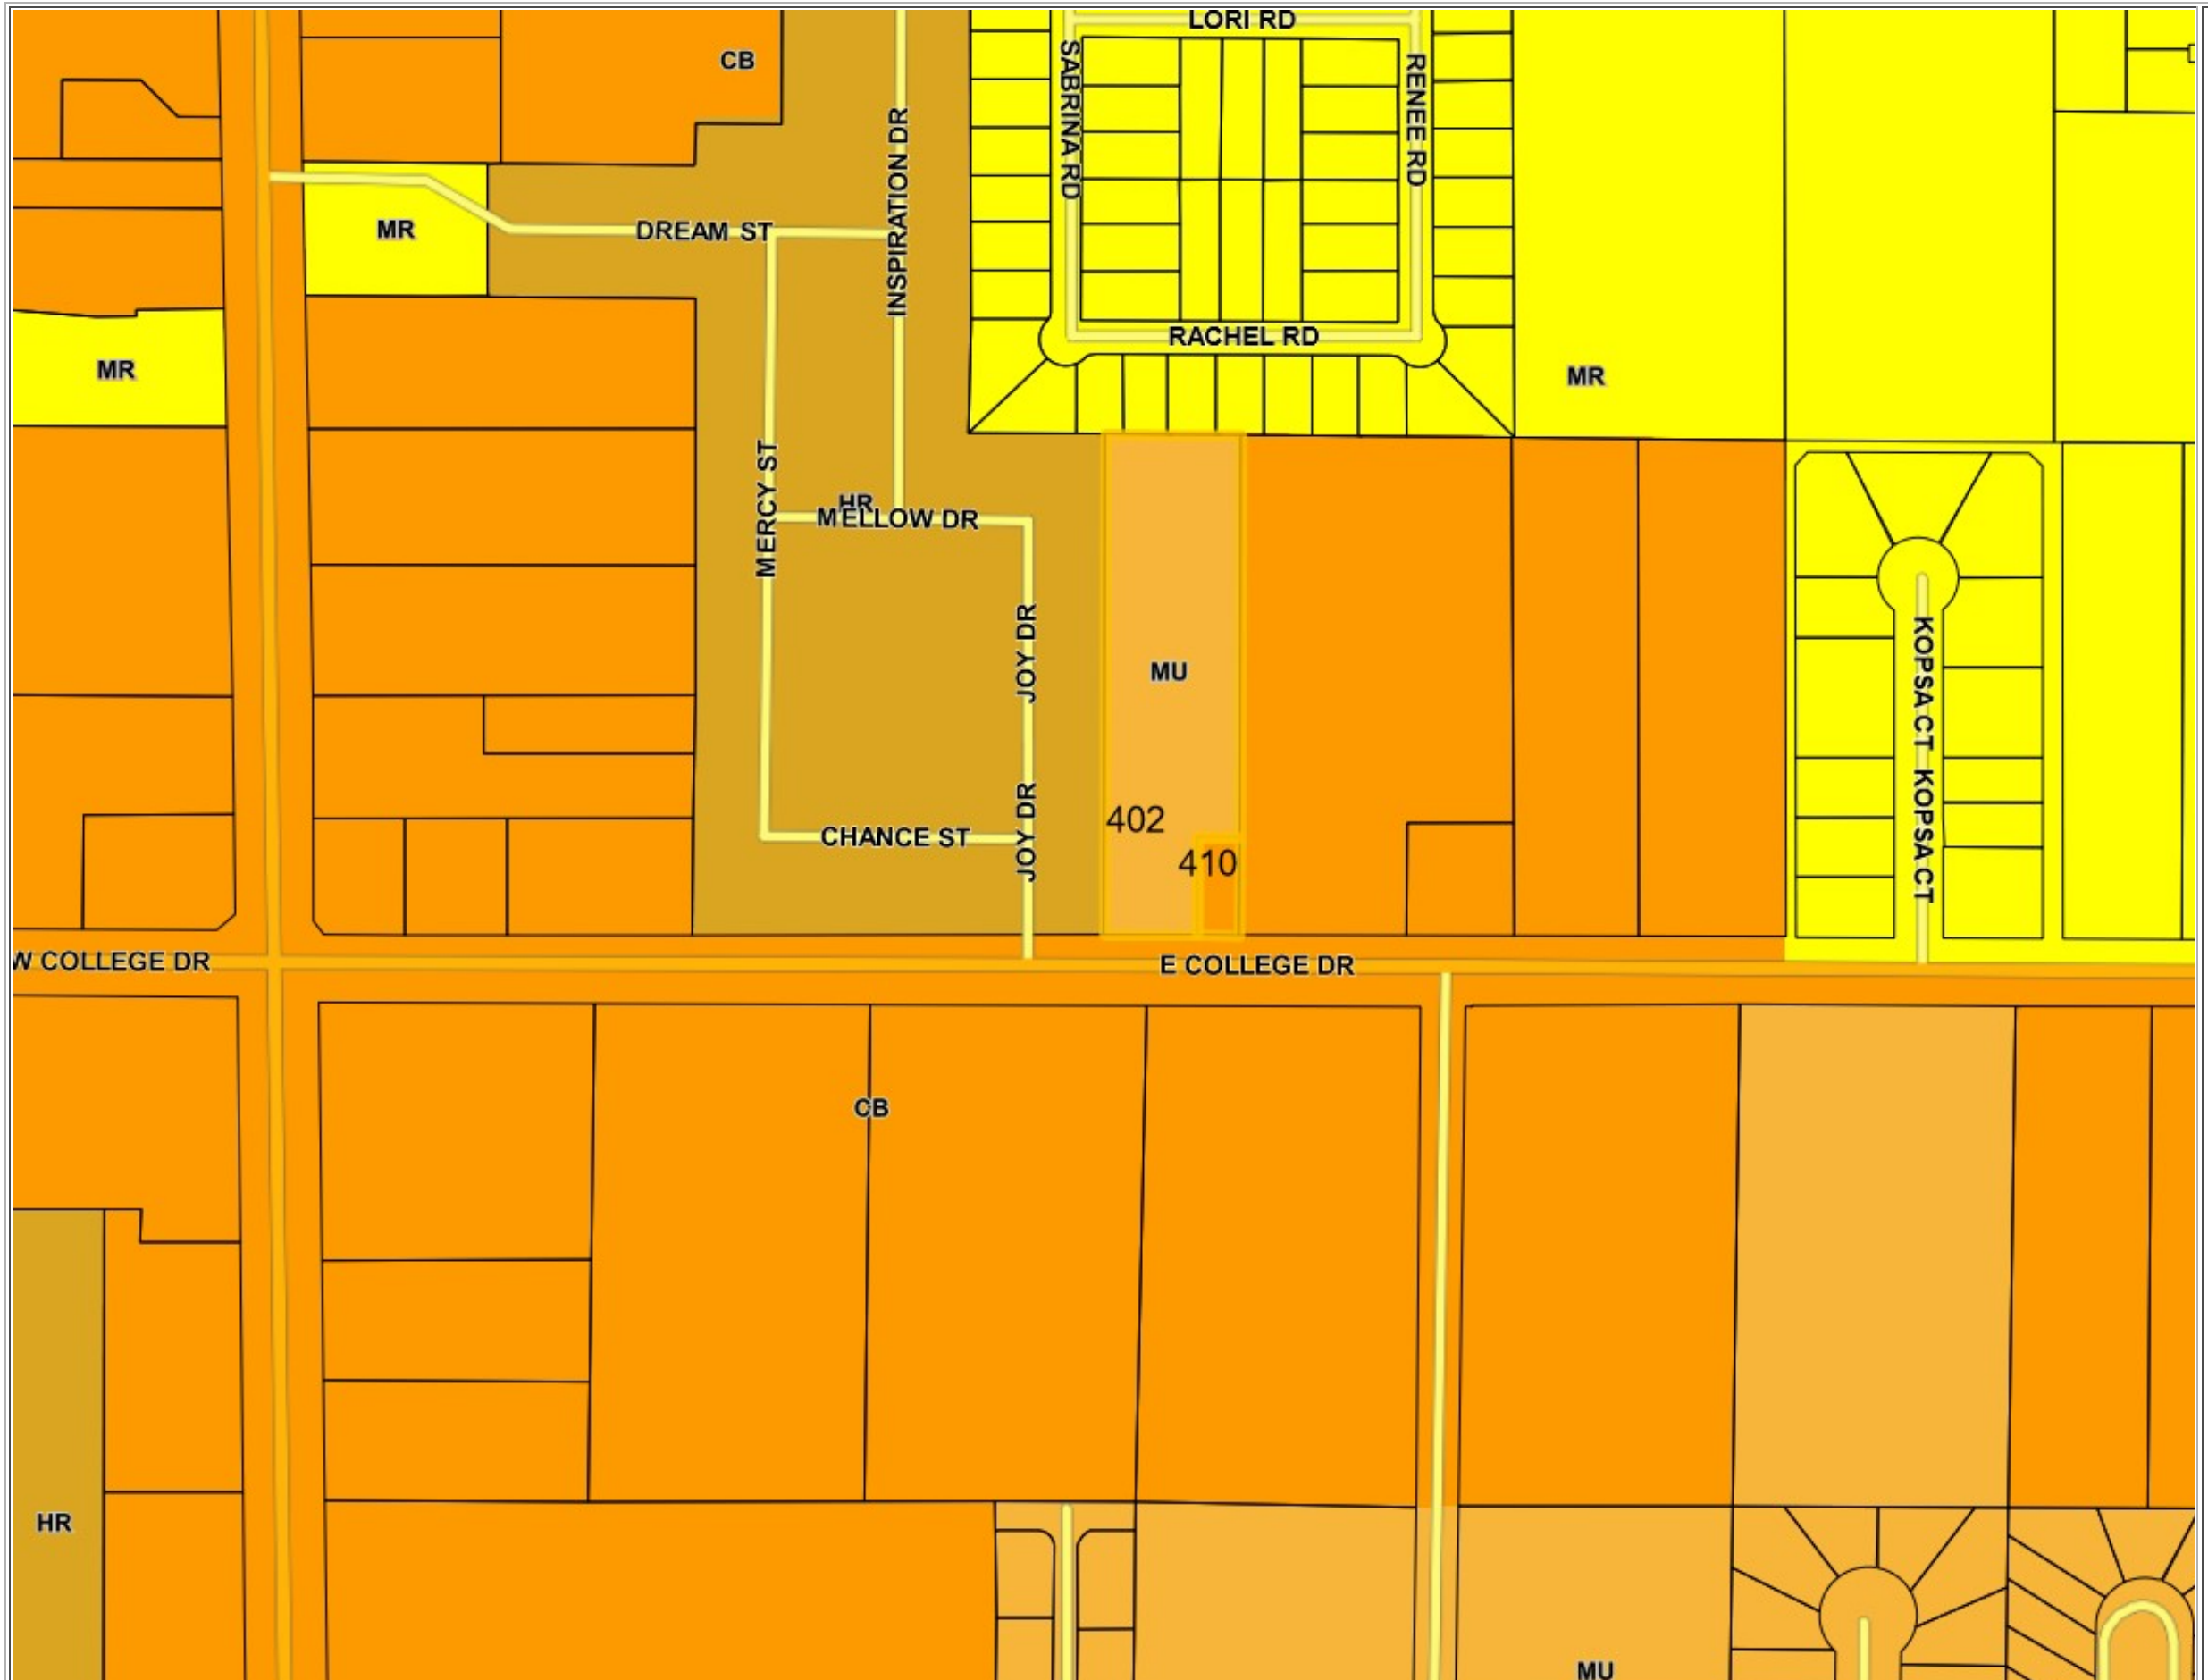 LORI RD
CB
SABRINA RD
RENEE RD
INSPIRATION DR
MR
DREAM ST
RACHEL RD
MR
MR
MERCY ST
HR
MELLOW DR
JOY DR
MU
KOPSA CT
402
JOY DR
CHANCE ST
410
KOPSA CT
W COLLEGE DR
E COLLEGE DR
CB
HR
MU